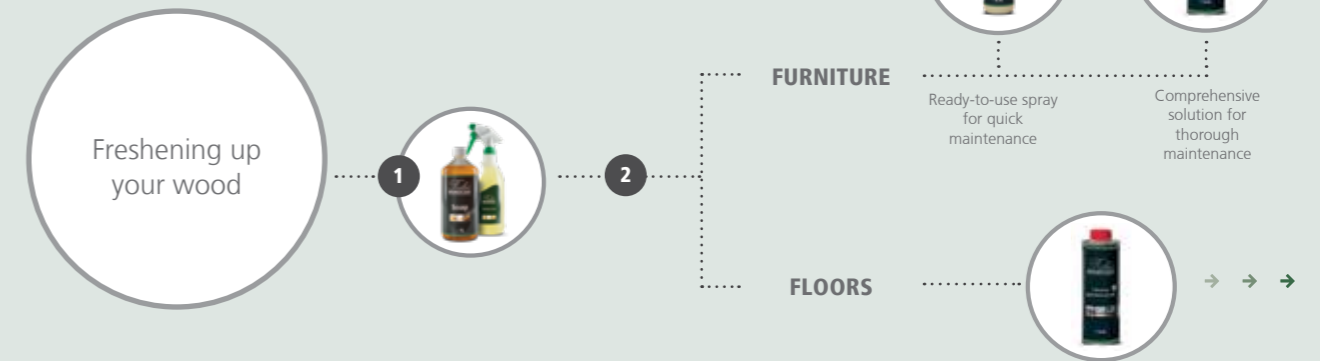 Freshening up
your wood
1
2
FURNITURE
Ready-to-use spray
for quick
maintenance
Comprehensive
solution for
thorough
maintenance
FLOORS
Soap